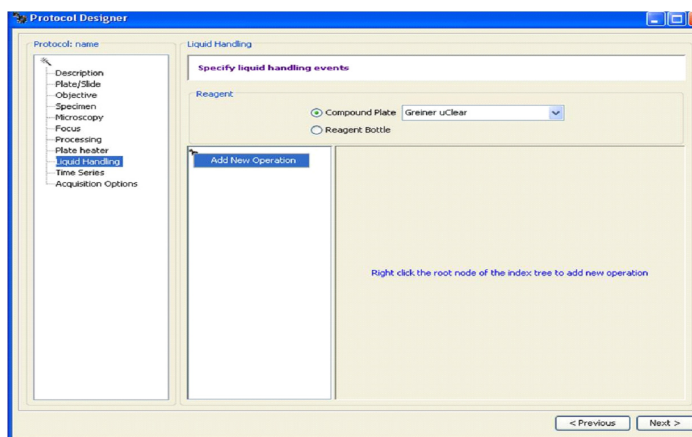 Protocol Designer
Protocol: name
Description
Plate/Slide
Objective
Specimen
Microscopy
Focus
Processing
Plate heater
Liquid Handling
Time Series
Acquisition Options
Liquid Handling
Specify liquid handling events
Reagent
Compound Plate Greiner uClear
Reagent Bottle
Add New Operation
Right click the root node of the index tree to add new operation
< Previous Next >